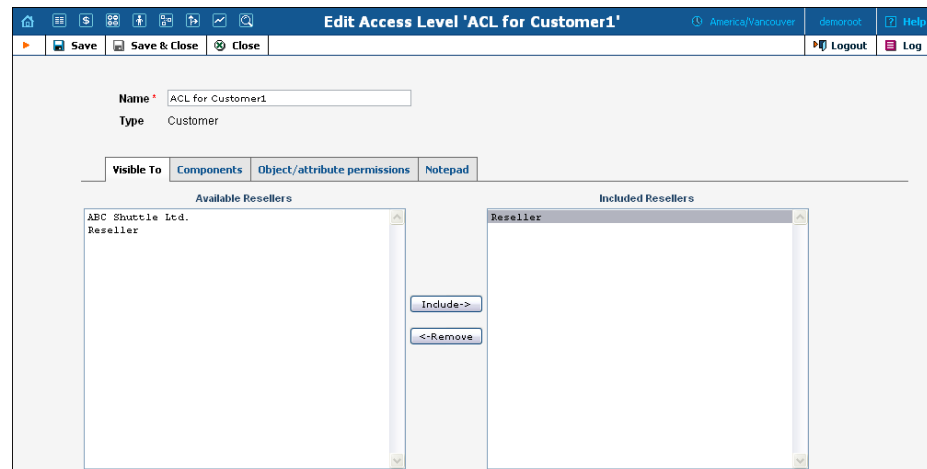 Edit Access Level 'ACL for Customer1' America/Vancouver demoroot Help
Save Save & Close Close Logout Log
Name * ACL for Customer1
Type Customer
Visible To Components Object/attribute permissions Notepad
Available Resellers Included Resellers
ABC Shuttle Ltd. Reseller
Reseller
Include->
<-Remove